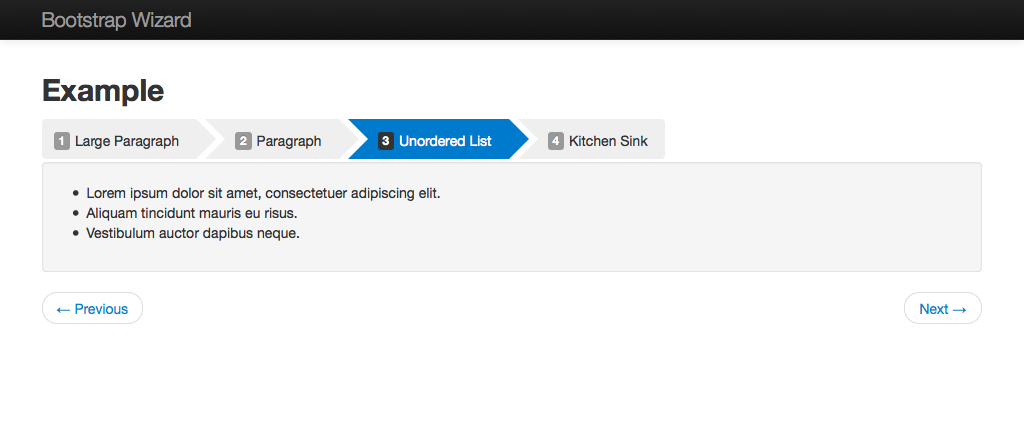 Bootstrap Wizard
Example
1 Large Paragraph 2 Paragraph 3 Unordered List 4 Kitchen Sink
• Lorem ipsum dolor sit amet, consectetuer adipiscing elit.
• Aliquam tincidunt mauris eu risus.
• Vestibulum auctor dapibus neque.
← Previous Next →